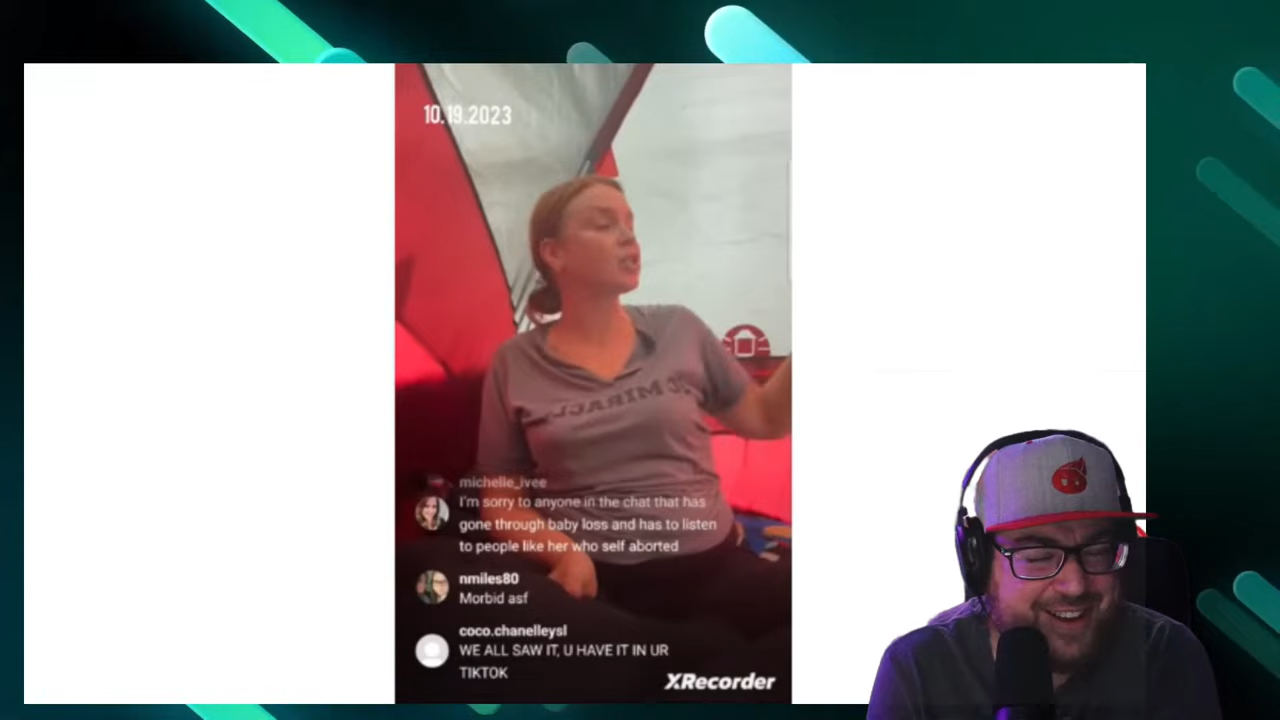 10.19.2023
michelle_ivee
I'm sorry to anyone in the chat that has
gone through baby loss and has to listen
to people like her who self aborted
nmiles80
Morbid asf
coco.chanelleysl
WE ALL SAW IT, U HAVE IT IN UR
TIKTOK
XRecorder